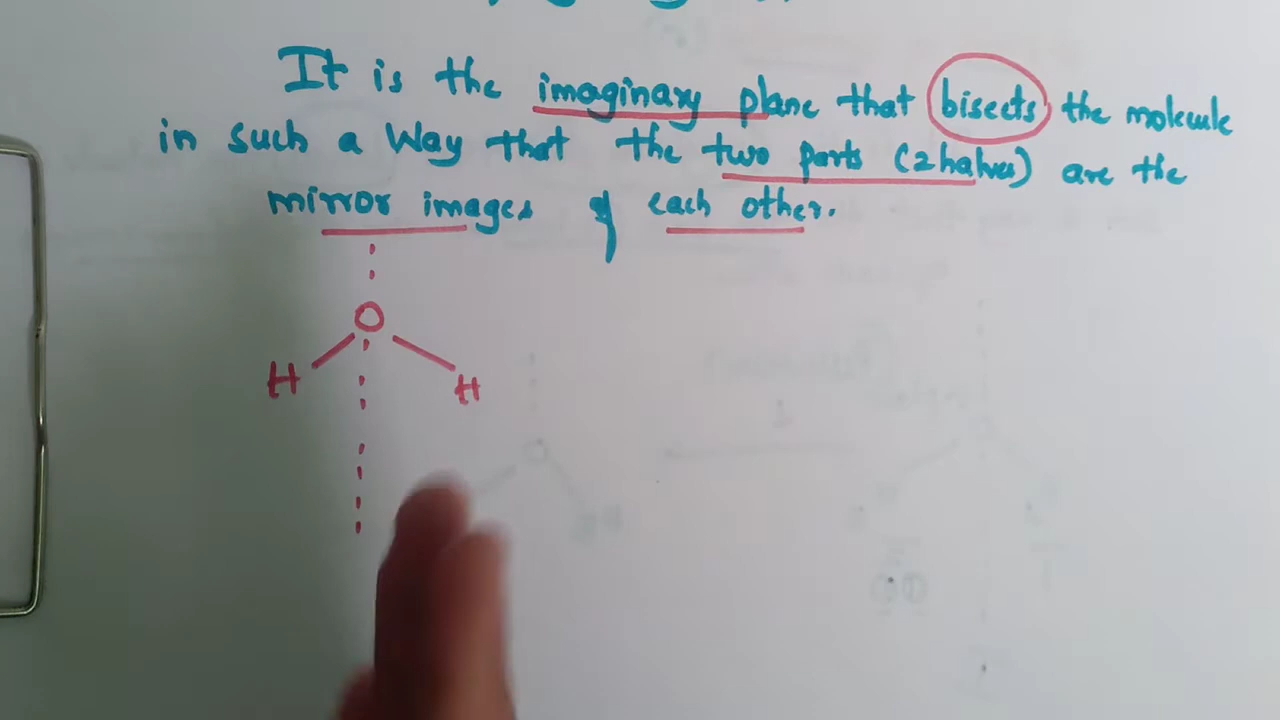 It is the imaginary plane that bisects the molecule
in such a way that the two parts (2 halves) are the
mirror images of each other.
O
H H